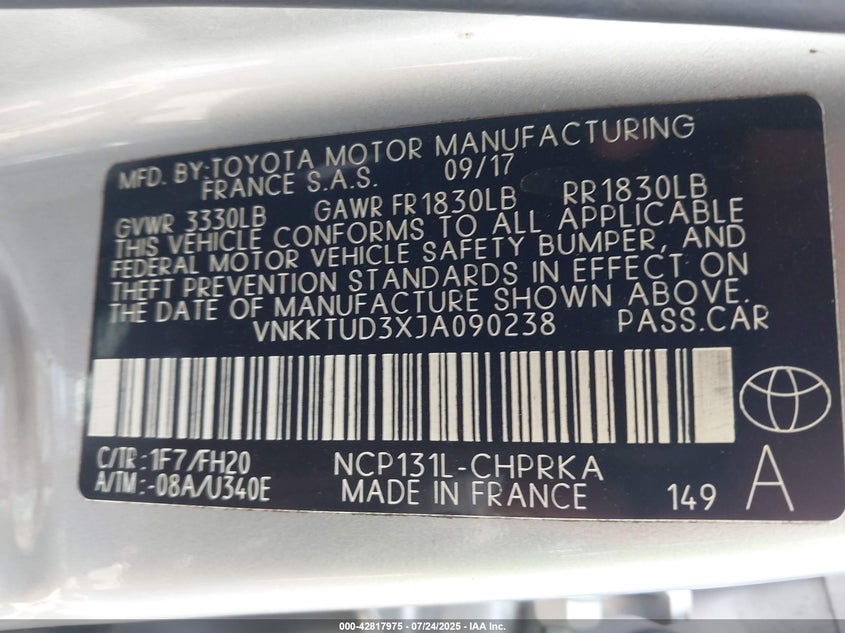 MFD. BY:TOYOTA MOTOR MANUFACTURING
FRANCE S.A.S. 09/17
GVWR 3330LB GAWR FR1830LB RR1830LB
THIS VEHICLE CONFORMS TO ALL APPLICABLE
FEDERAL MOTOR VEHICLE SAFETY BUMPER, AND
THEFT PREVENTION STANDARDS IN EFFECT ON
THE DATE OF MANUFACTURE SHOWN ABOVE.
VNKKTUD3XJA090238 PASS.CAR
C/TR : 1F7/FH20 NCP131L-CHPRKA
A/TM: -08A/U340E MADE IN FRANCE 149 A
000-42817975 - 07/24/2025 - IAA Inc.